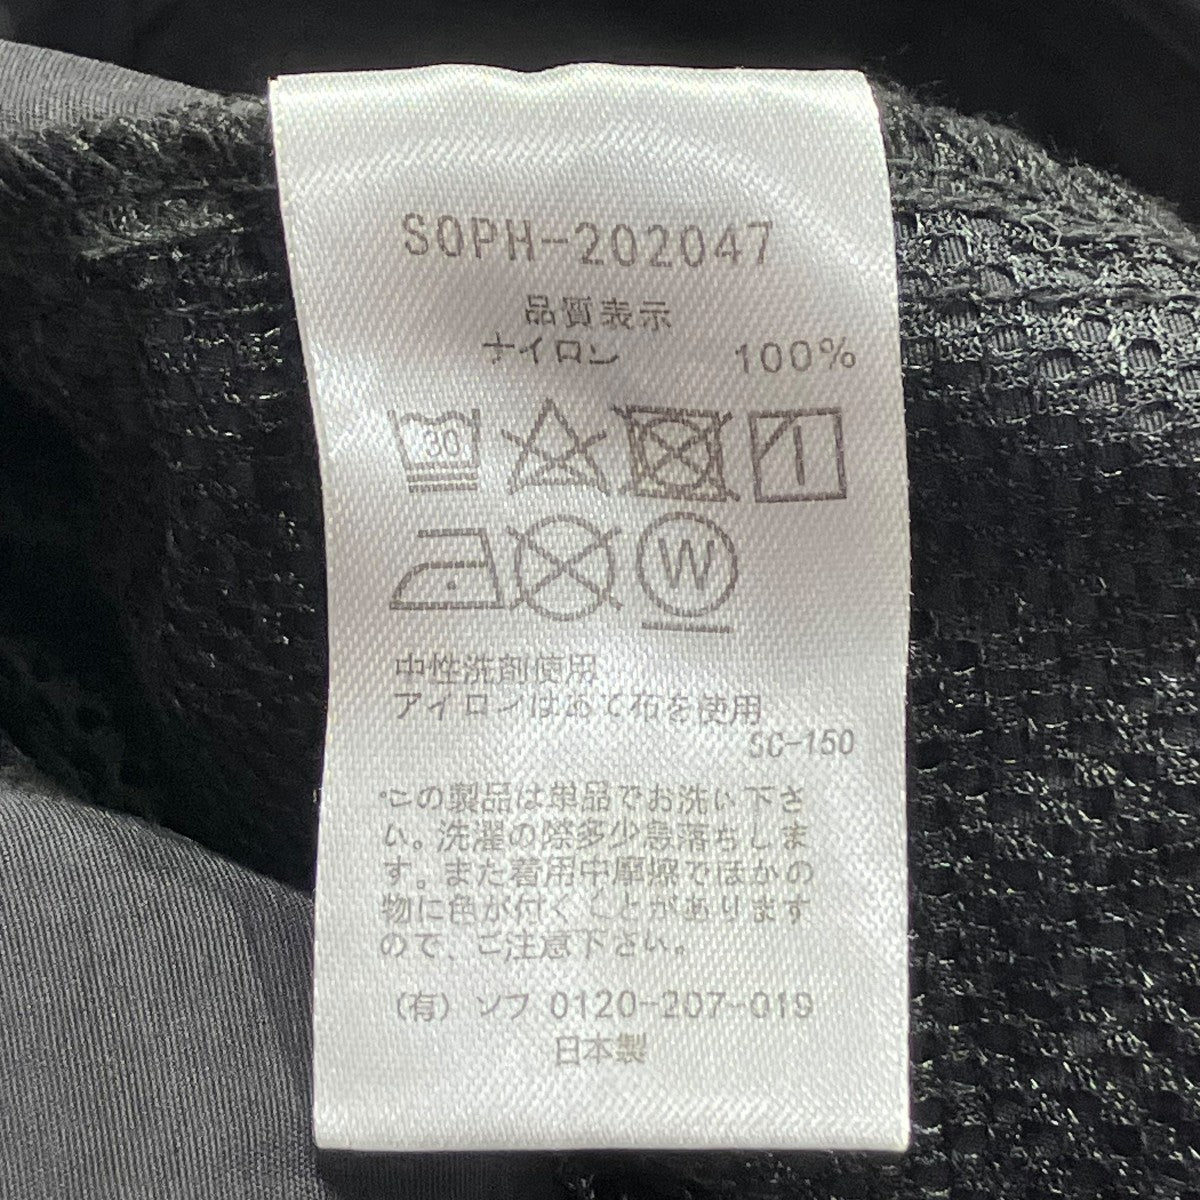 SOPH-202047
品質表示
ナイロン 100%
30
W
中性洗剤使用
アイロンはあて布を使用
SC-150
・この製品は単品でお洗い下さ
い。洗濯の際多少色落ちしま
す。また着用中摩擦でほかの
物に色が付くことがあります
ので、ご注意下さい。
(有)ソフ 0120-207-019
日本製